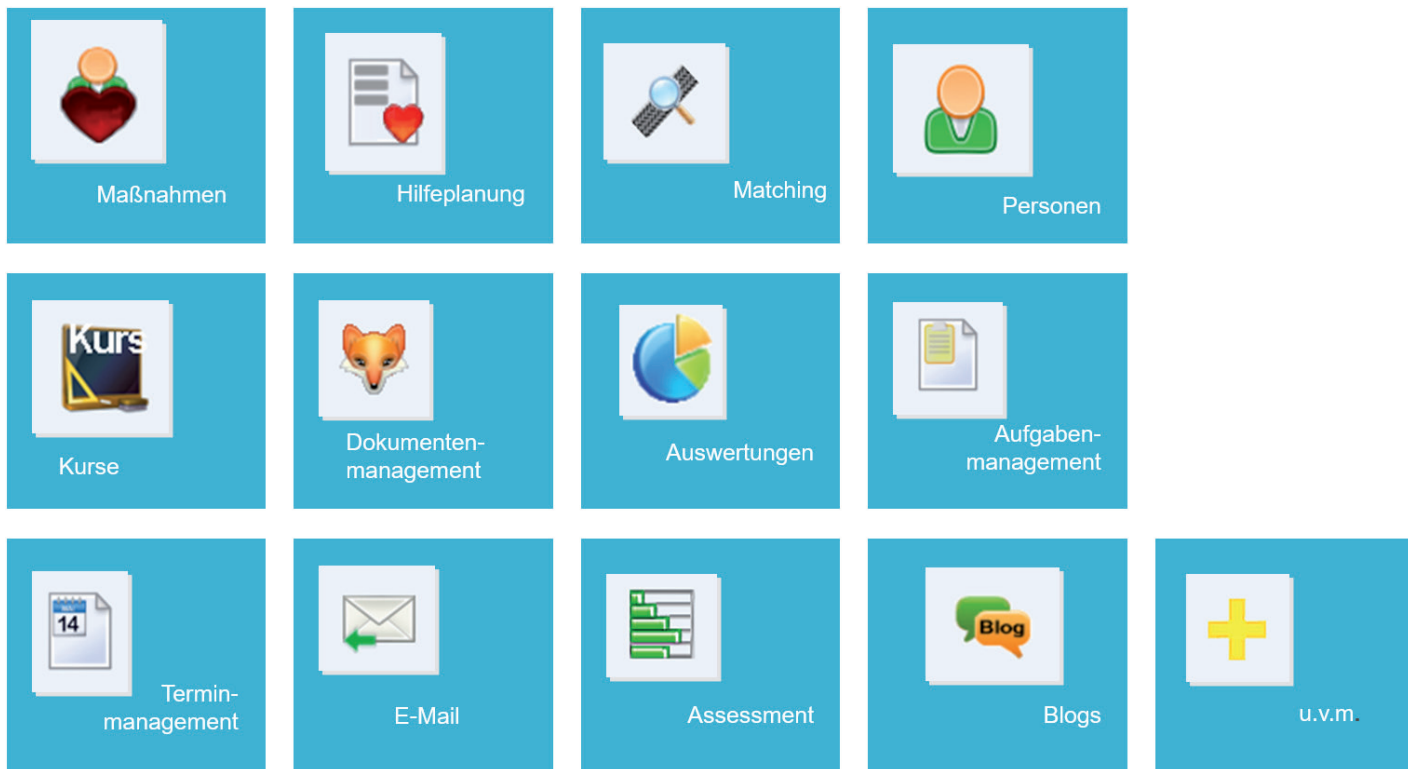 Maßnahmen
Hilfeplanung
Matching
Personen
Kurs
Kurse
Dokumenten-
management
Auswertungen
Aufgaben-
management
14
Termin-
management
E-Mail
Assessment
Blog
Blogs
u.v.m.